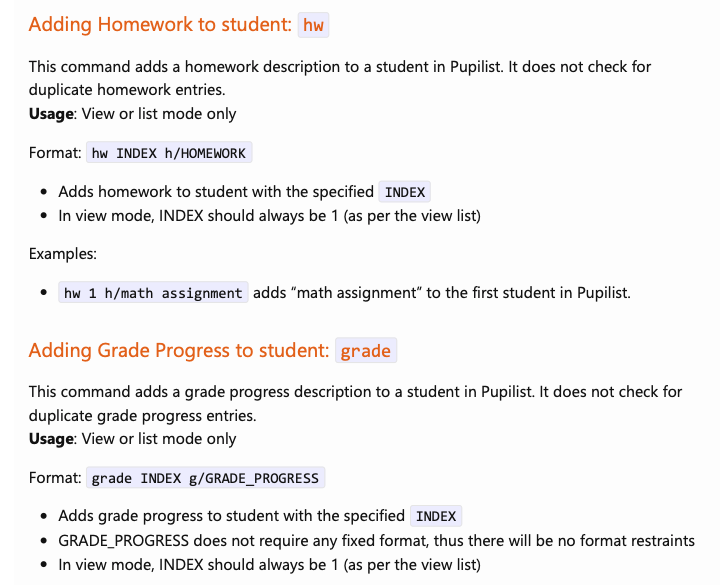 Adding Homework to student: hw
This command adds a homework description to a student in Pupilist. It does not check for
duplicate homework entries.
Usage: View or list mode only
Format: hw INDEX h/HOMEWORK
• Adds homework to student with the specified INDEX
• In view mode, INDEX should always be 1 (as per the view list)
Examples:
• hw 1 h/math assignment adds “math assignment” to the first student in Pupilist.
Adding Grade Progress to student: grade
This command adds a grade progress description to a student in Pupilist. It does not check for
duplicate grade progress entries.
Usage: View or list mode only
Format: grade INDEX g/GRADE_PROGRESS
• Adds grade progress to student with the specified INDEX
• GRADE_PROGRESS does not require any fixed format, thus there will be no format restraints
• In view mode, INDEX should always be 1 (as per the view list)